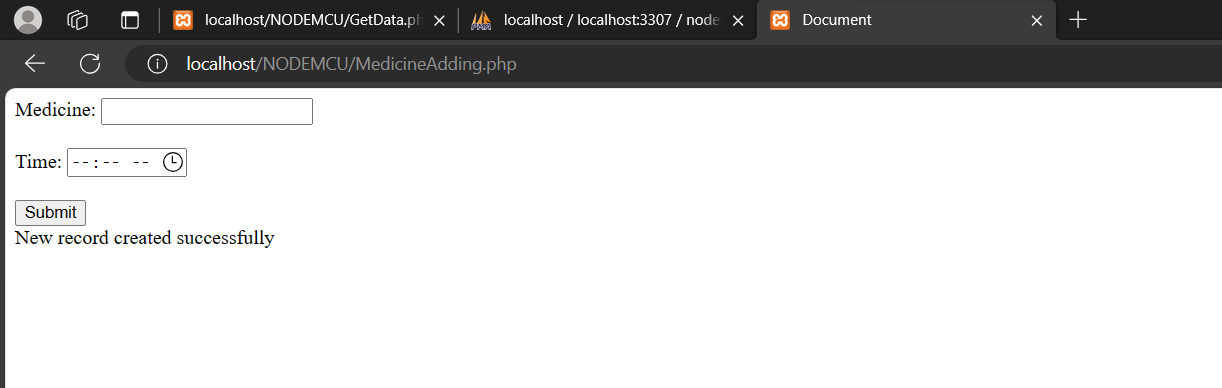 localhost/NODEMCU/GetData.ph
localhost / localhost:3307 / node
Document
localhost/NODEMCU/MedicineAdding.php
Medicine:
Time: --:-- --
Submit
New record created successfully